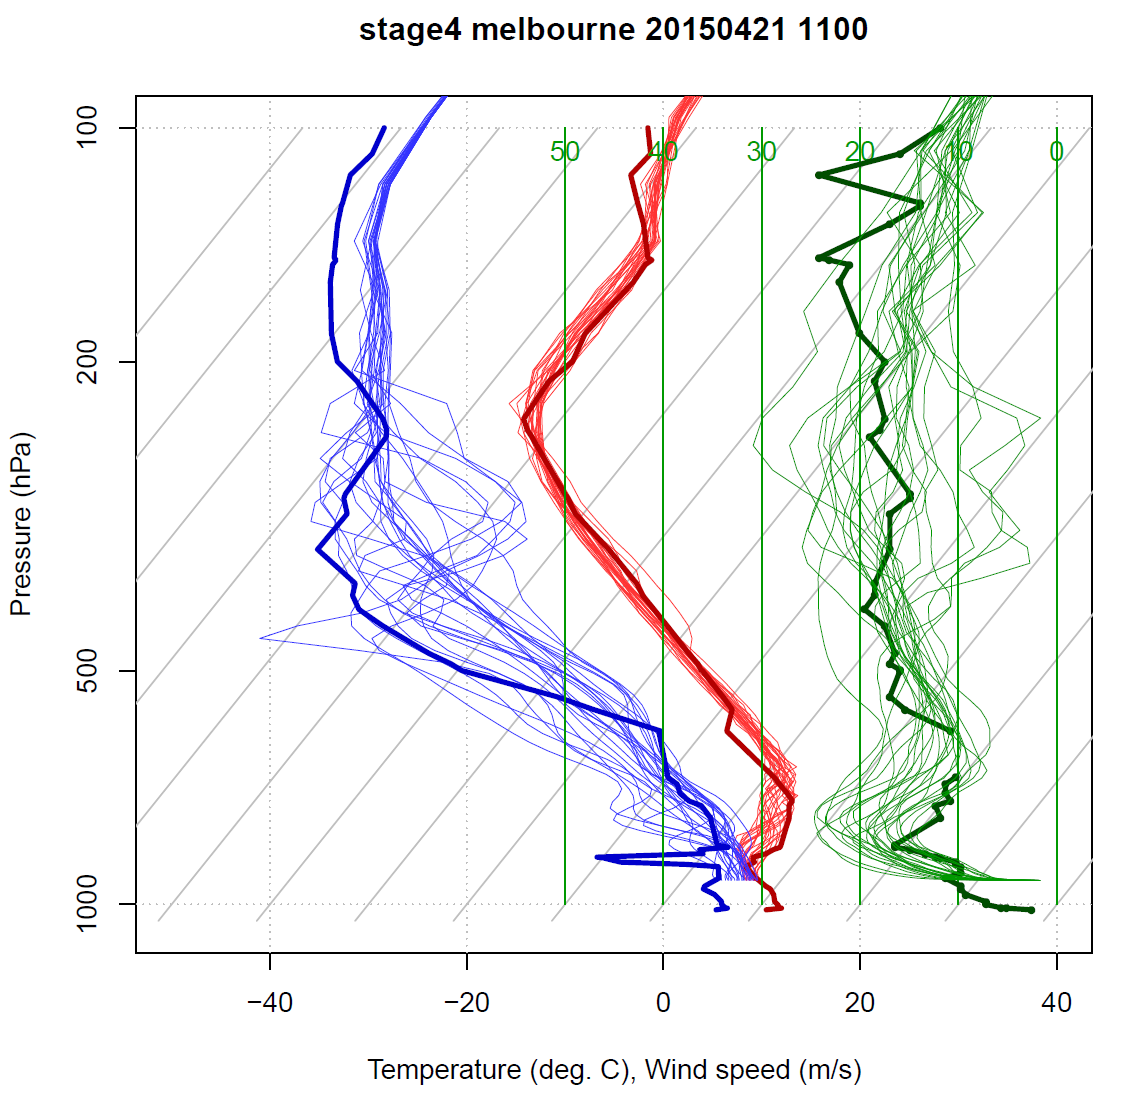 stage4 melbourne 20150421 1100
100
200
500
1000
Pressure (hPa)
50 40 30 20 10 0
−40 −20 0 20 40
Temperature (deg. C), Wind speed (m/s)